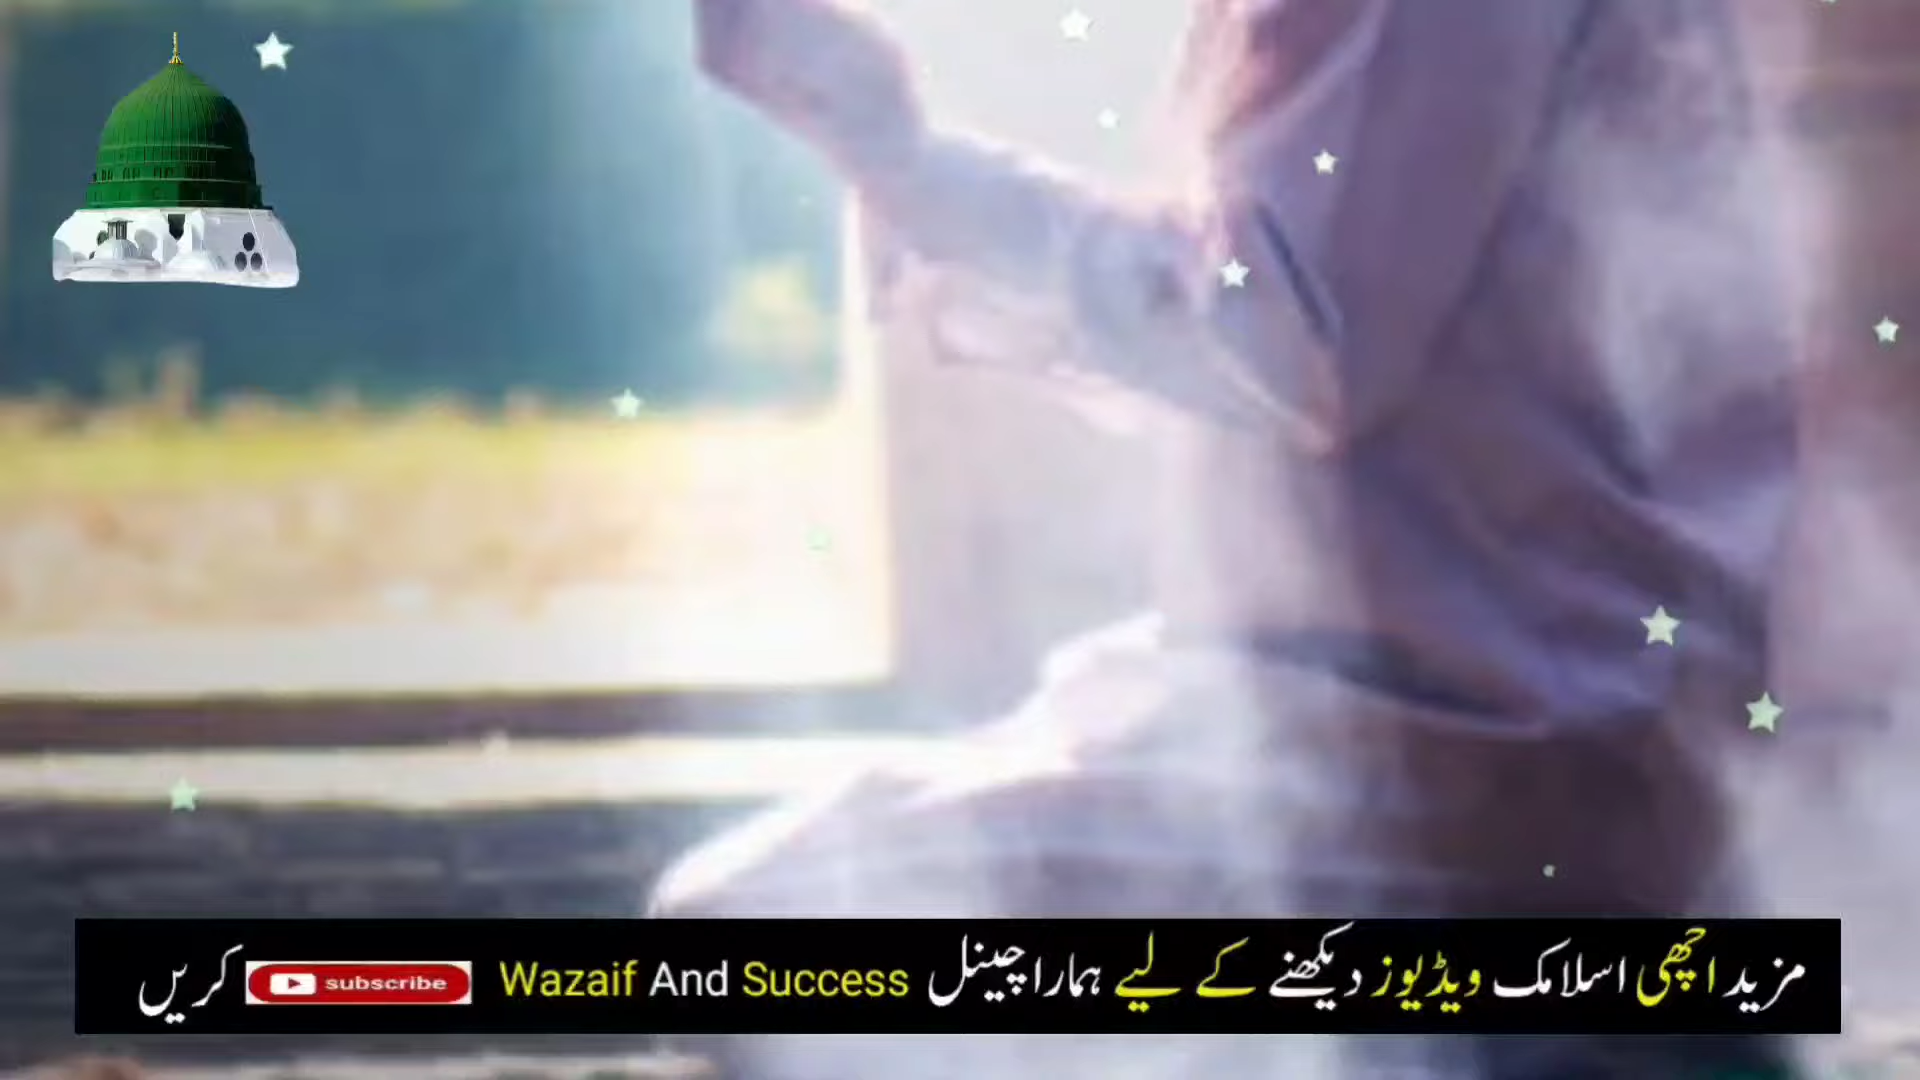 مزید اچھی اسلامک ویڈیوز دیکھنے کے لیے ہمارا چینل Wazaif And Success subscribe کریں